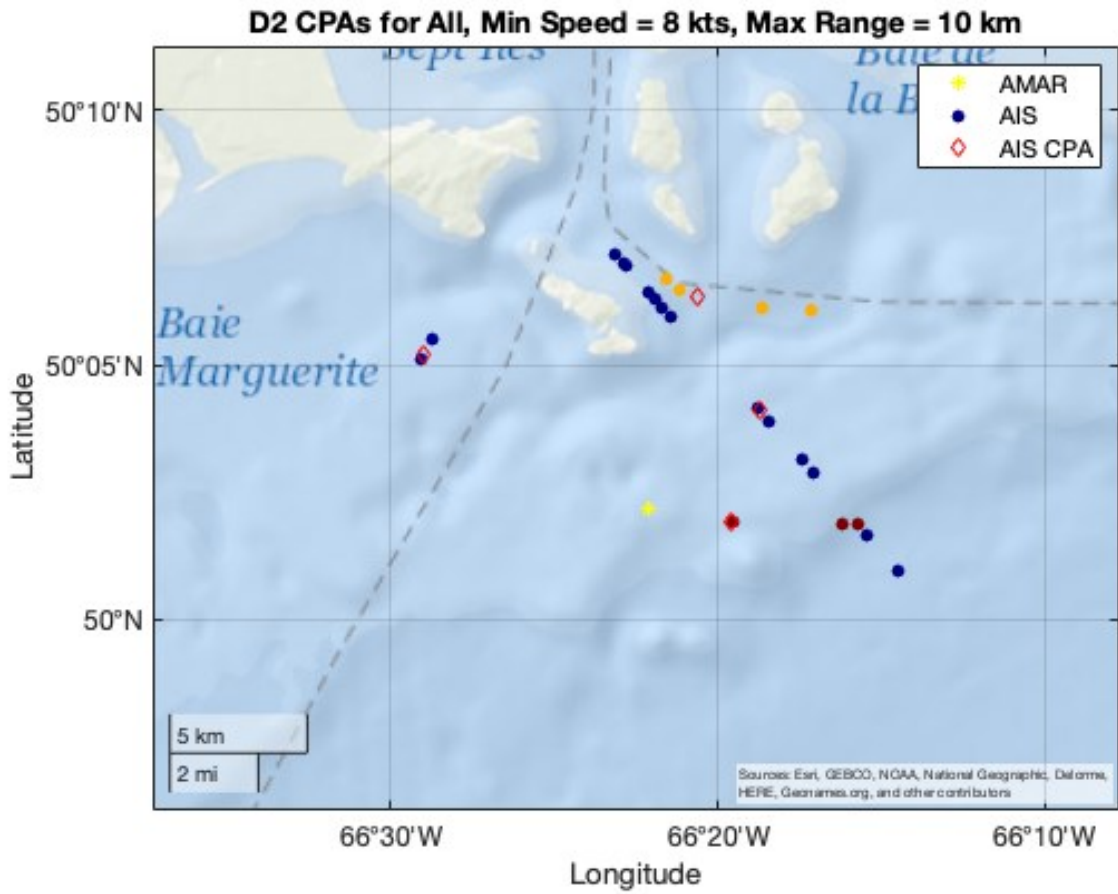 D2 CPAs for All, Min Speed = 8 kts, Max Range = 10 km
Sept Iles
Baie de
la B
AMAR
AIS
AIS CPA
50°10'N
Baie
Marguerite
50°05'N
50°N
Latitude
5 km
2 mi
Sources: Esri, GEBCO, NOAA, National Geographic, Delorme,
HERE, Geonames.org, and other contributors
66°30'W
66°20'W
66°10'W
Longitude